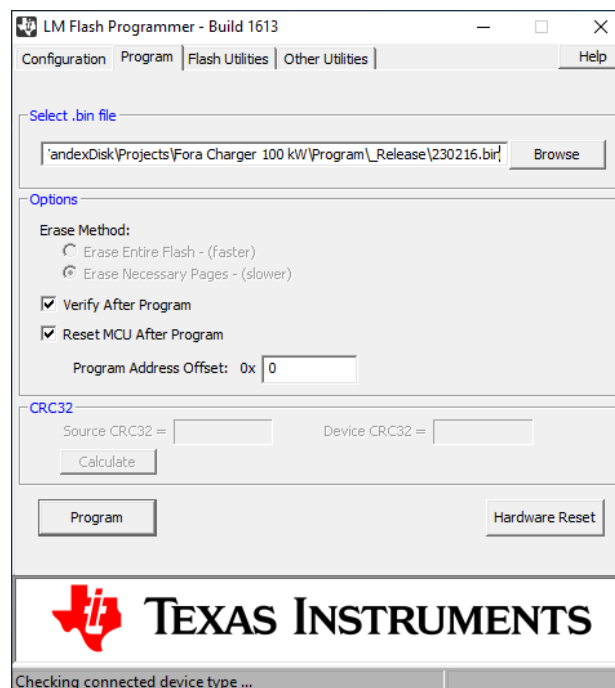 LM Flash Programmer - Build 1613
Configuration Program Flash Utilities Other Utilities Help
Select .bin file
'andexDisk\Projects\Fora Charger 100 kW\Program\_Release\230216.bin Browse
Options
Erase Method:
Erase Entire Flash - (faster)
Erase Necessary Pages - (slower)
Verify After Program
Reset MCU After Program
Program Address Offset: 0x 0
CRC32
Source CRC32 = Device CRC32 =
Calculate
Program Hardware Reset
TEXAS INSTRUMENTS
Checking connected device type ...